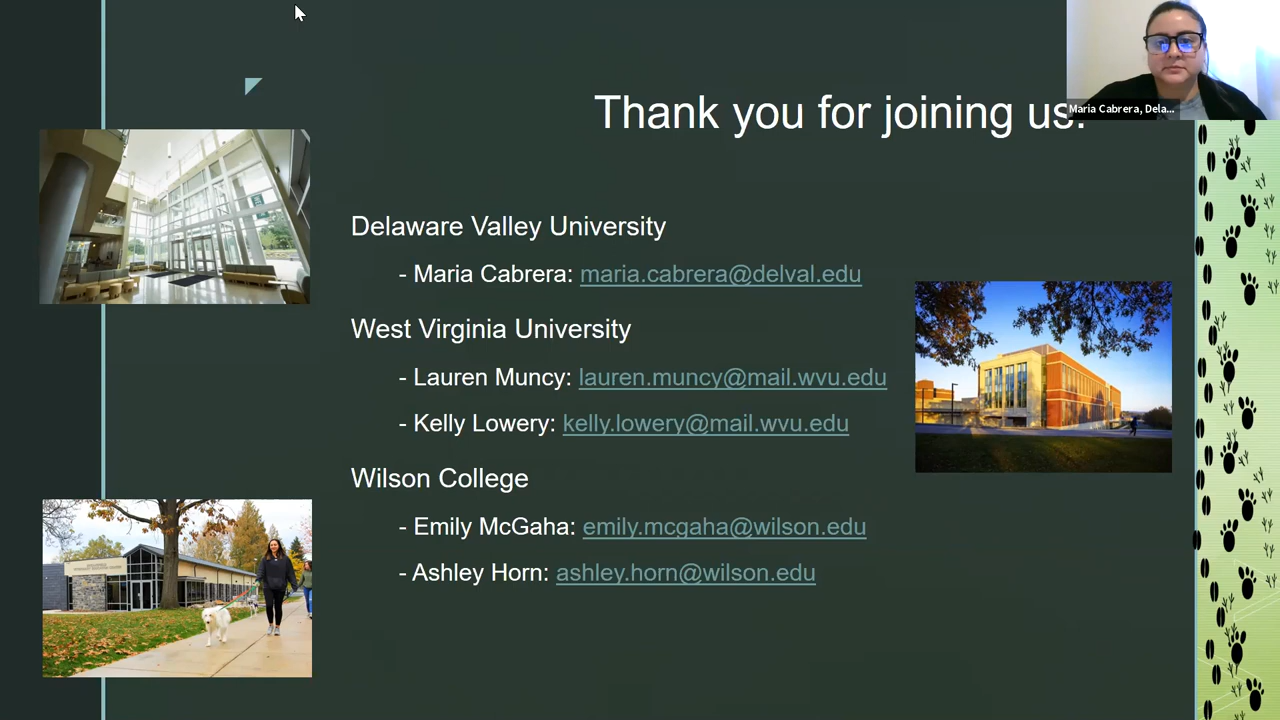 Thank you for joining us!
Maria Cabrera, Dela...
Delaware Valley University
- Maria Cabrera: maria.cabrera@delval.edu
West Virginia University
- Lauren Muncy: lauren.muncy@mail.wvu.edu
- Kelly Lowery: kelly.lowery@mail.wvu.edu
Wilson College
- Emily McGaha: emily.mcgaha@wilson.edu
- Ashley Horn: ashley.horn@wilson.edu